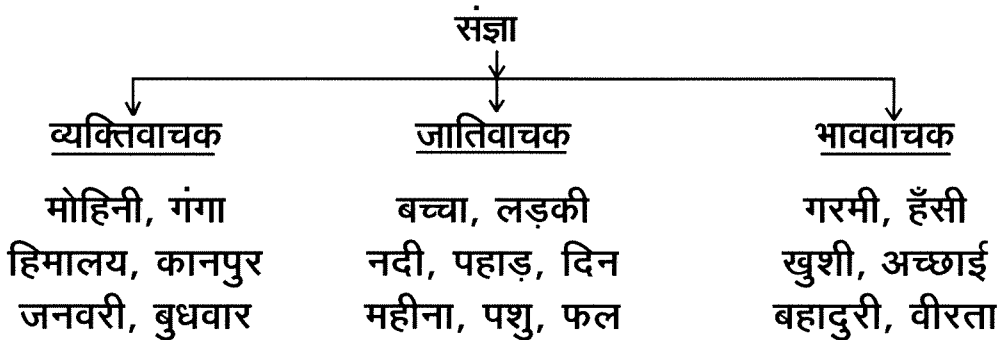 संज्ञा
व्यक्तिवाचक जातिवाचक भाववाचक
मोहिनी, गंगा बच्चा, लड़की गरमी, हँसी
हिमालय, कानपुर नदी, पहाड़, दिन खुशी, अच्छाई
जनवरी, बुधवार महीना, पशु, फल बहादुरी, वीरता